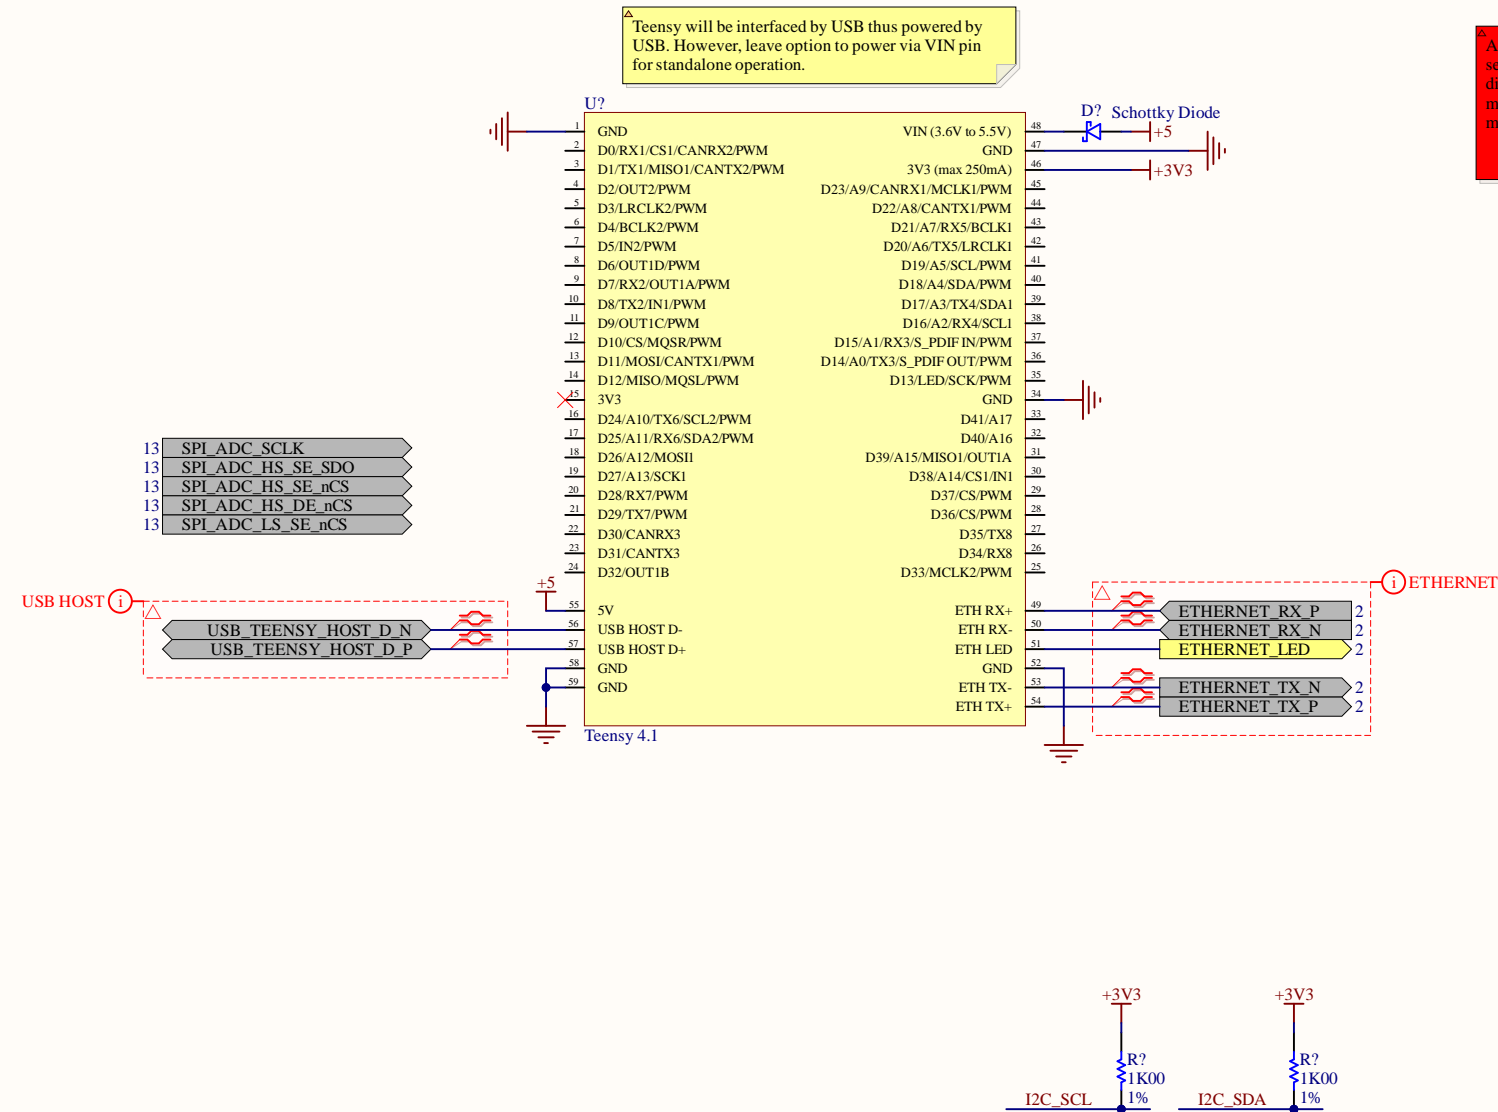 Teensy will be interfaced by USB thus powered by
USB. However, leave option to power via VIN pin
for standalone operation.
U?
D? Schottky Diode
1 GND
2 D0/RX1/CS1/CANRX2/PWM
3 D1/TX1/MISO1/CANTX2/PWM
4 D2/OUT2/PWM
5 D3/LRCLK2/PWM
6 D4/BCLK2/PWM
7 D5/IN2/PWM
8 D6/OUT1D/PWM
9 D7/RX2/OUT1A/PWM
10 D8/TX2/IN1/PWM
11 D9/OUT1C/PWM
12 D10/CS/MQSR/PWM
13 D11/MOSI/CANTX1/PWM
14 D12/MISO/MQSL/PWM
15 3V3
16 D24/A10/TX6/SCL2/PWM
17 D25/A11/RX6/SDA2/PWM
18 D26/A12/MOSI1
19 D27/A13/SCK1
20 D28/RX7/PWM
21 D29/TX7/PWM
22 D30/CANRX3
23 D31/CANTX3
24 D32/OUT1B
+5
55 5V
56 USB HOST D-
57 USB HOST D+
58 GND
59 GND
VIN (3.6V to 5.5V) 48 +5
GND 47
3V3 (max 250mA) 46 +3V3
D23/A9/CANRX1/MCLK1/PWM 45
D22/A8/CANTX1/PWM 44
D21/A7/RX5/BCLK1 43
D20/A6/TX5/LRCLK1 42
D19/A5/SCL/PWM 41
D18/A4/SDA/PWM 40
D17/A3/TX4/SDA1 39
D16/A2/RX4/SCL1 38
D15/A1/RX3/S_PDIF IN/PWM 37
D14/A0/TX3/S_PDIF OUT/PWM 36
D13/LED/SCK/PWM 35
GND 34
D41/A17 33
D40/A16 32
D39/A15/MISO1/OUT1A 31
D38/A14/CS1/IN1 30
D37/CS/PWM 29
D36/CS/PWM 28
D35/TX8 27
D34/RX8 26
D33/MCLK2/PWM 25
ETH RX+ 49
ETH RX- 50
ETH LED 51
GND 52
ETH TX- 53
ETH TX+ 54
Teensy 4.1
13 SPI_ADC_SCLK
13 SPI_ADC_HS_SE_SDO
13 SPI_ADC_HS_SE_nCS
13 SPI_ADC_HS_DE_nCS
13 SPI_ADC_LS_SE_nCS
USB HOST i
USB_TEENSY_HOST_D_N
USB_TEENSY_HOST_D_P
i ETHERNET
ETHERNET_RX_P 2
ETHERNET_RX_N 2
ETHERNET_LED 2
ETHERNET_TX_N 2
ETHERNET_TX_P 2
+3V3
R?
1K00
1%
I2C_SCL
+3V3
R?
1K00
1%
I2C_SDA